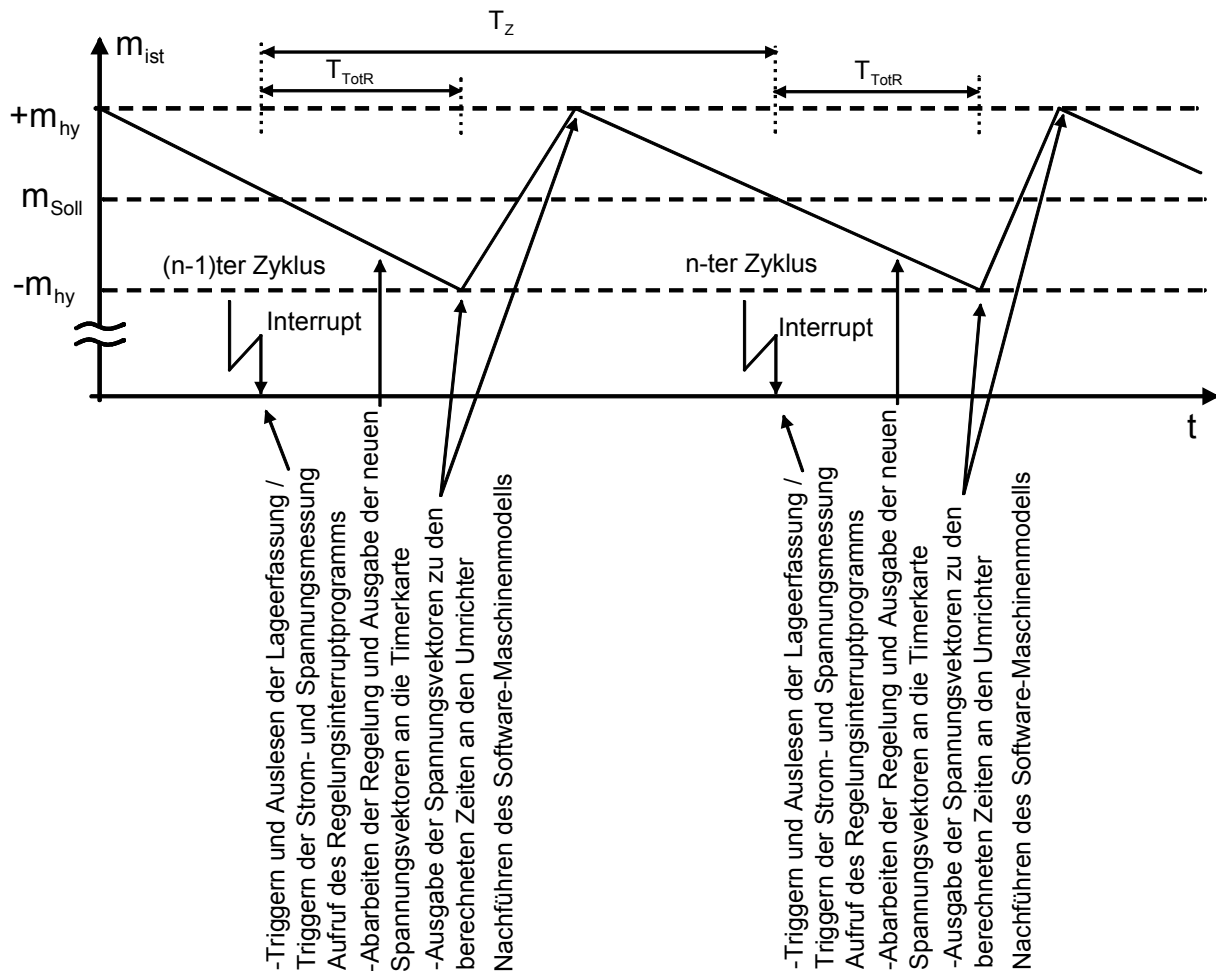 T_Z
m_ist
T_TotR
T_TotR
+m_hy
m_Soll
(n-1)ter Zyklus
n-ter Zyklus
-m_hy
Interrupt
Interrupt
t
-Triggern und Auslesen der Lageerfassung /
Triggern der Strom- und Spannungsmessung
Aufruf des Regelungsinterruptprogramms
-Abarbeiten der Regelung und Ausgabe der neuen
Spannungsvektoren an die Timerkarte
-Ausgabe der Spannungsvektoren zu den
berechneten Zeiten an den Umrichter
Nachführen des Software-Maschinenmodells
-Triggern und Auslesen der Lageerfassung /
Triggern der Strom- und Spannungsmessung
Aufruf des Regelungsinterruptprogramms
-Abarbeiten der Regelung und Ausgabe der neuen
Spannungsvektoren an die Timerkarte
-Ausgabe der Spannungsvektoren zu den
berechneten Zeiten an den Umrichter
Nachführen des Software-Maschinenmodells